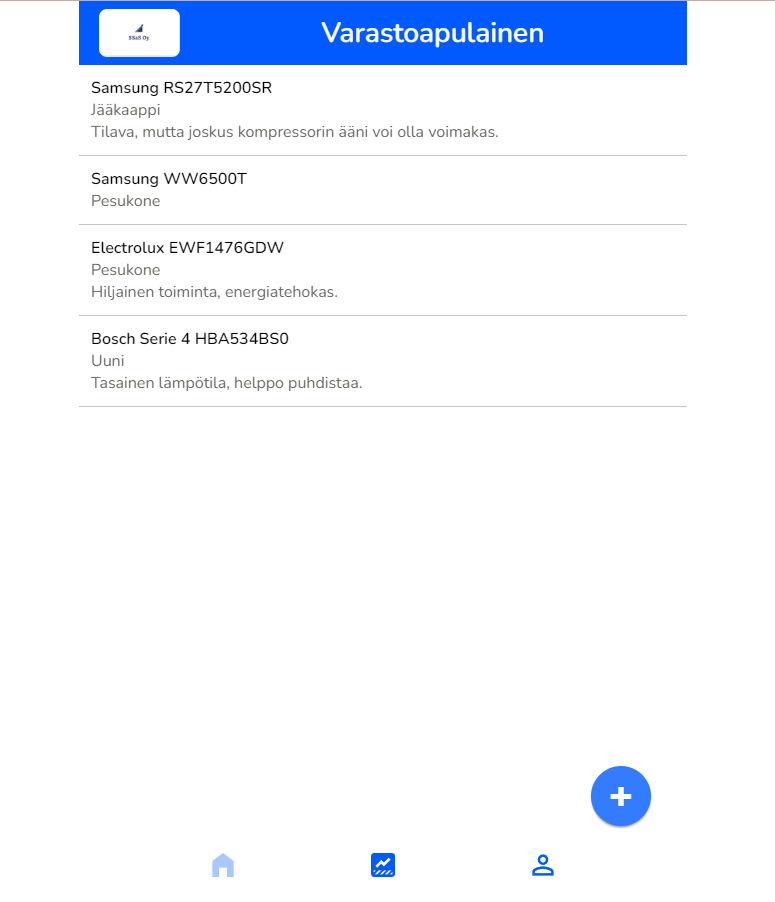 SSaS Oy
Varastoapulainen
Samsung RS27T5200SR
Jääkaappi
Tilava, mutta joskus kompressorin ääni voi olla voimakas.
Samsung WW6500T
Pesukone
Electrolux EWF1476GDW
Pesukone
Hiljainen toiminta, energiatehokas.
Bosch Serie 4 HBA534BS0
Uuni
Tasainen lämpötila, helppo puhdistaa.